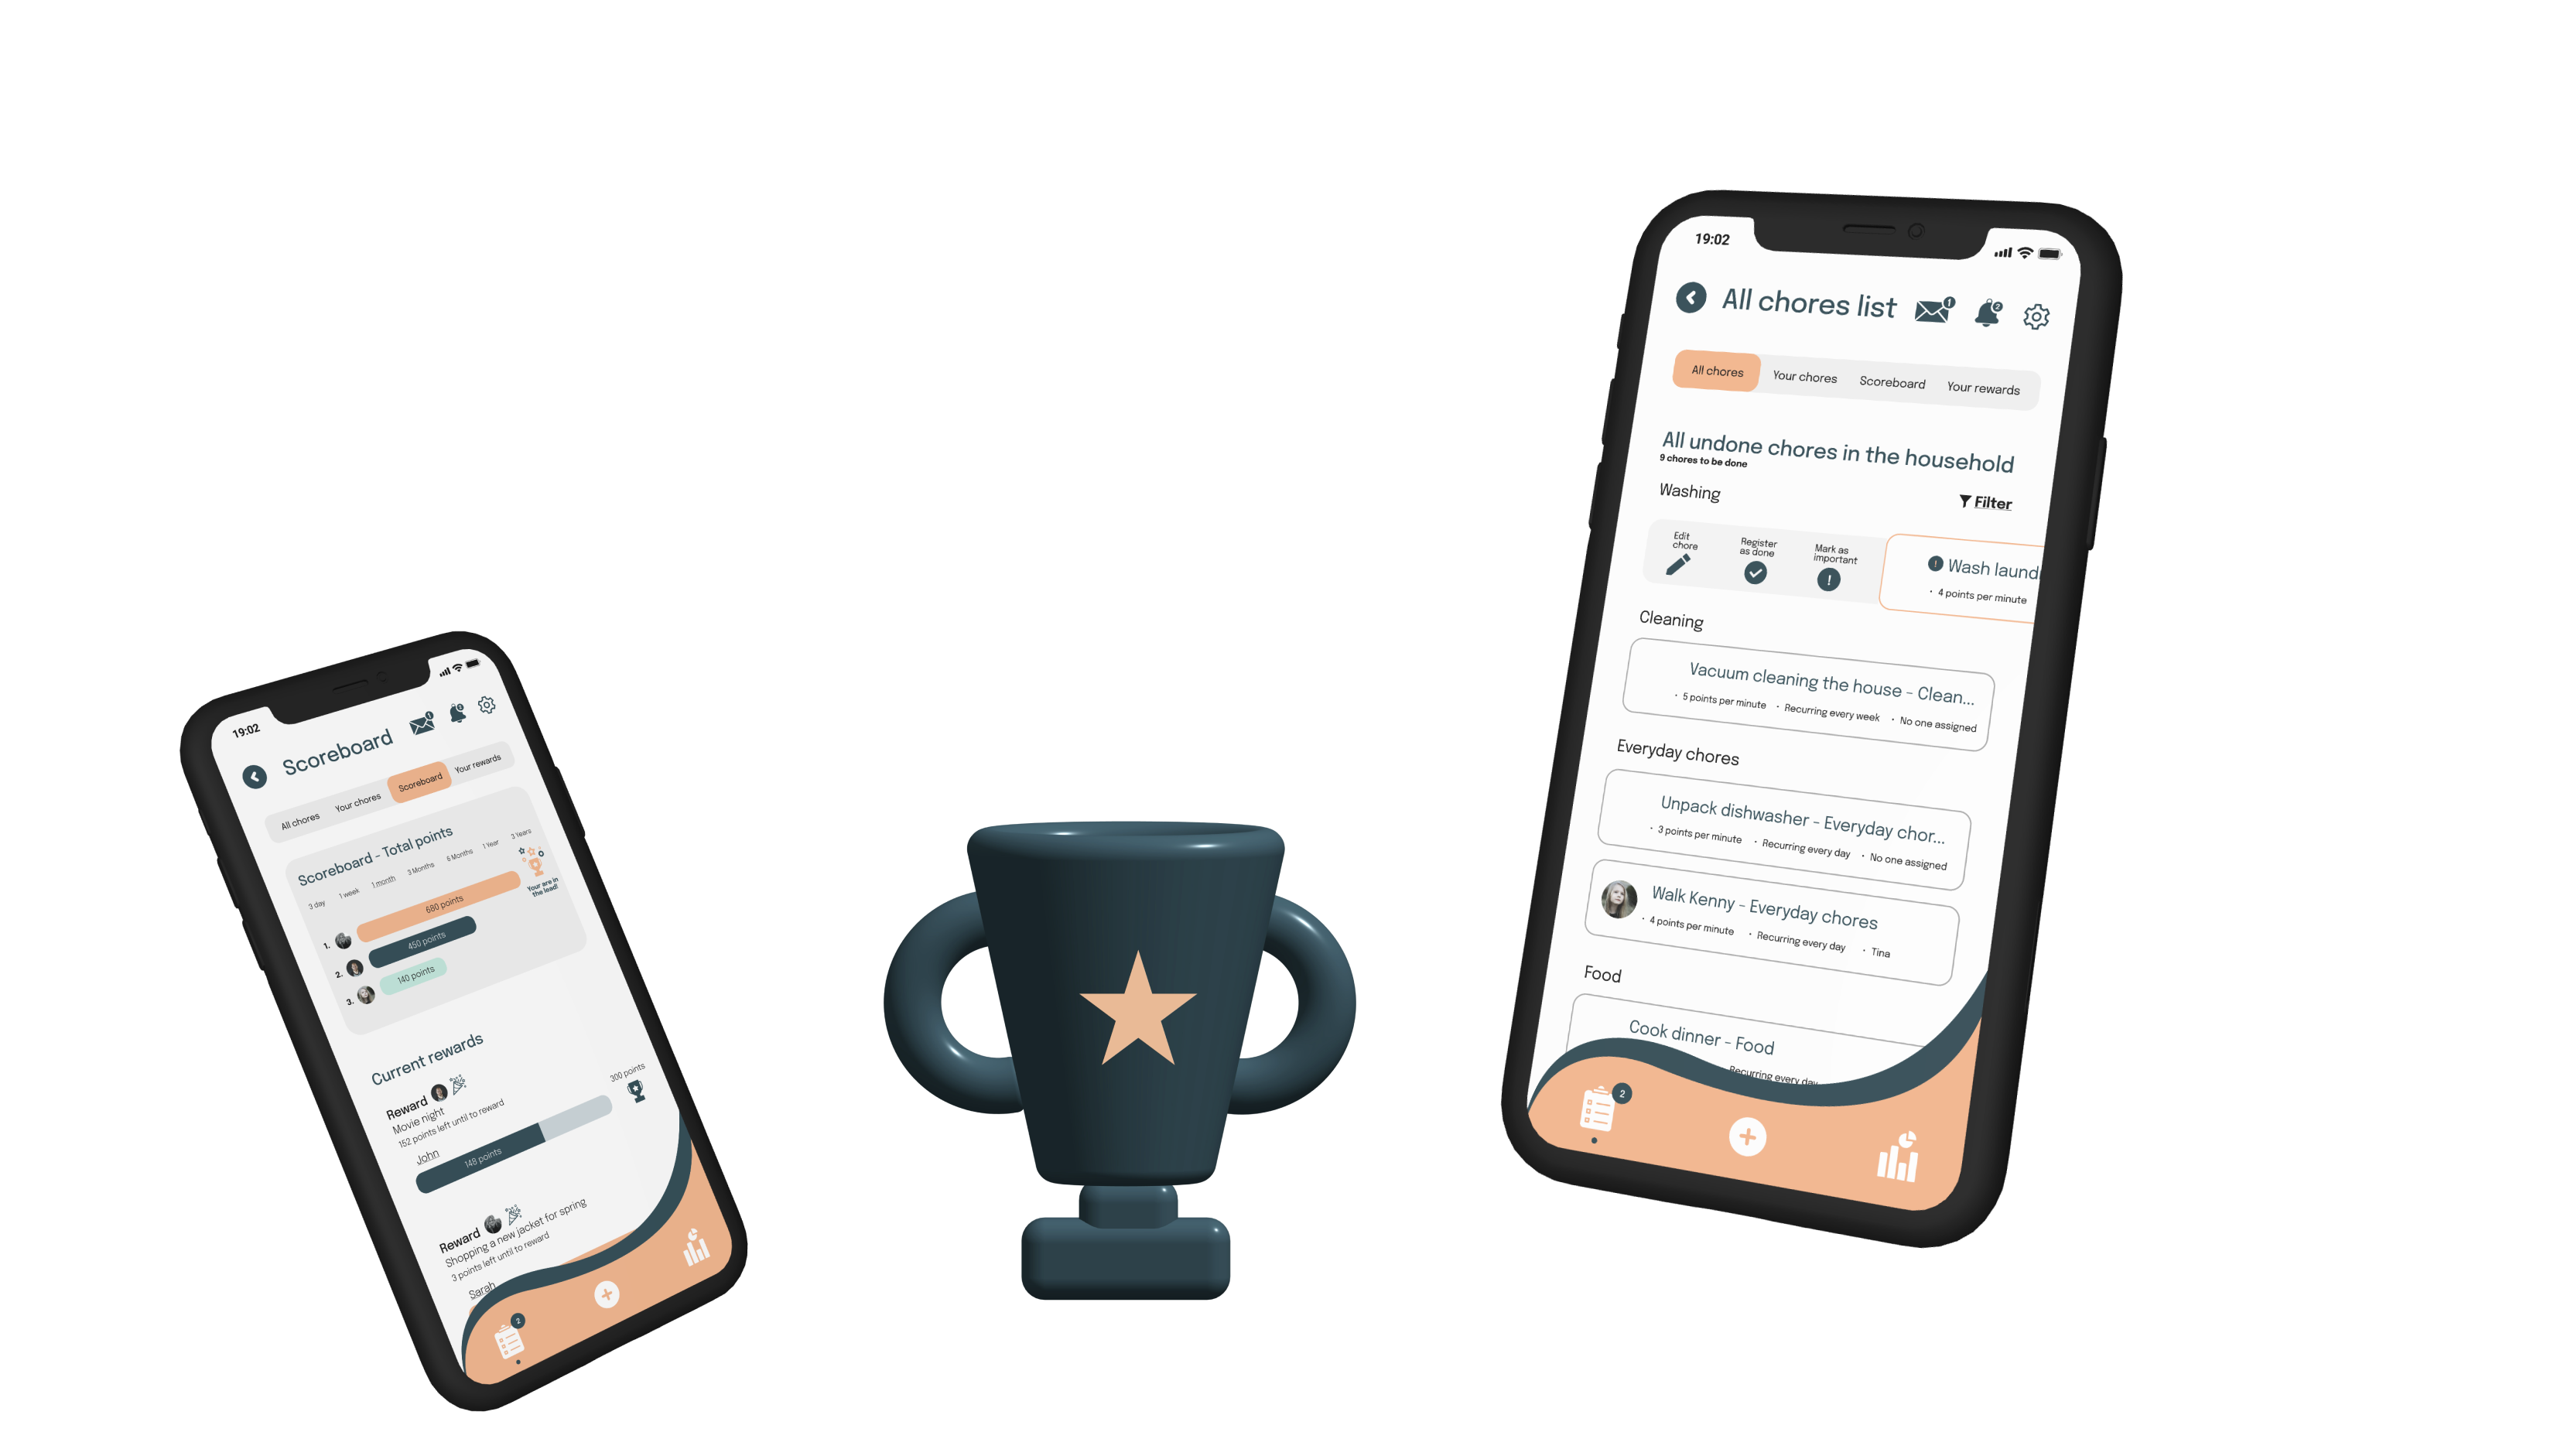 19:02
Scoreboard
1
2
All chores
Your chores
Scoreboard
Your rewards
Scoreboard - Total points
3 day
1 week
1 month
3 Months
6 Months
1 Year
3 Years
Your are in
the lead!
1.
680 points
2.
450 points
3.
140 points
Current rewards
Reward
Movie night
152 points left until to reward
300 points
John
148 points
Reward
Shopping a new jacket for spring
3 points left until to reward
Sarah
2
19:02
All chores list
1
2
All chores
Your chores
Scoreboard
Your rewards
All undone chores in the household
9 chores to be done
Washing
Filter
Edit
chore
Register
as done
Mark as
important
! Wash laund
• 4 points per minute
Cleaning
Vacuum cleaning the house - Clean...
• 5 points per minute • Recurring every week • No one assigned
Everyday chores
Unpack dishwasher - Everyday chor...
• 3 points per minute • Recurring every day • No one assigned
Walk Kenny - Everyday chores
• 4 points per minute • Recurring every day • Tina
Food
Cook dinner - Food
Recurring every day
2